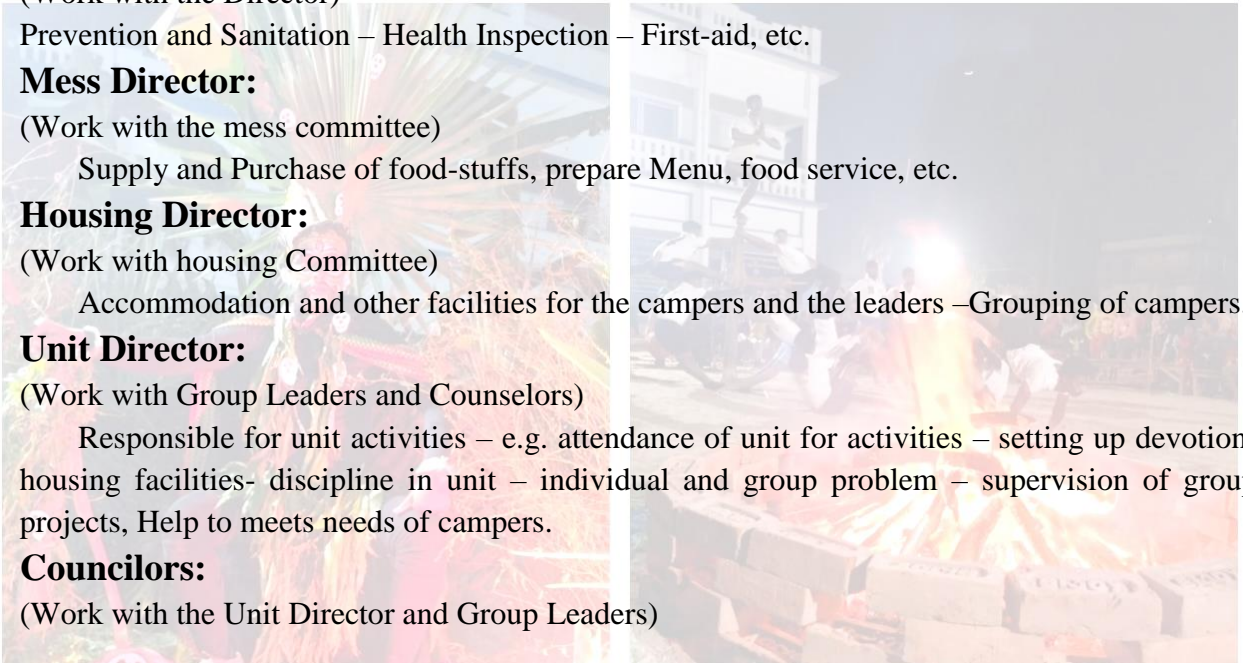 (Work with the Director)
Prevention and Sanitation – Health Inspection – First-aid, etc.
Mess Director:
(Work with the mess committee)
Supply and Purchase of food-stuffs, prepare Menu, food service, etc.
Housing Director:
(Work with housing Committee)
Accommodation and other facilities for the campers and the leaders –Grouping of campers
Unit Director:
(Work with Group Leaders and Counselors)
Responsible for unit activities – e.g. attendance of unit for activities – setting up devotion
housing facilities- discipline in unit – individual and group problem – supervision of group
projects, Help to meets needs of campers.
Councilors:
(Work with the Unit Director and Group Leaders)